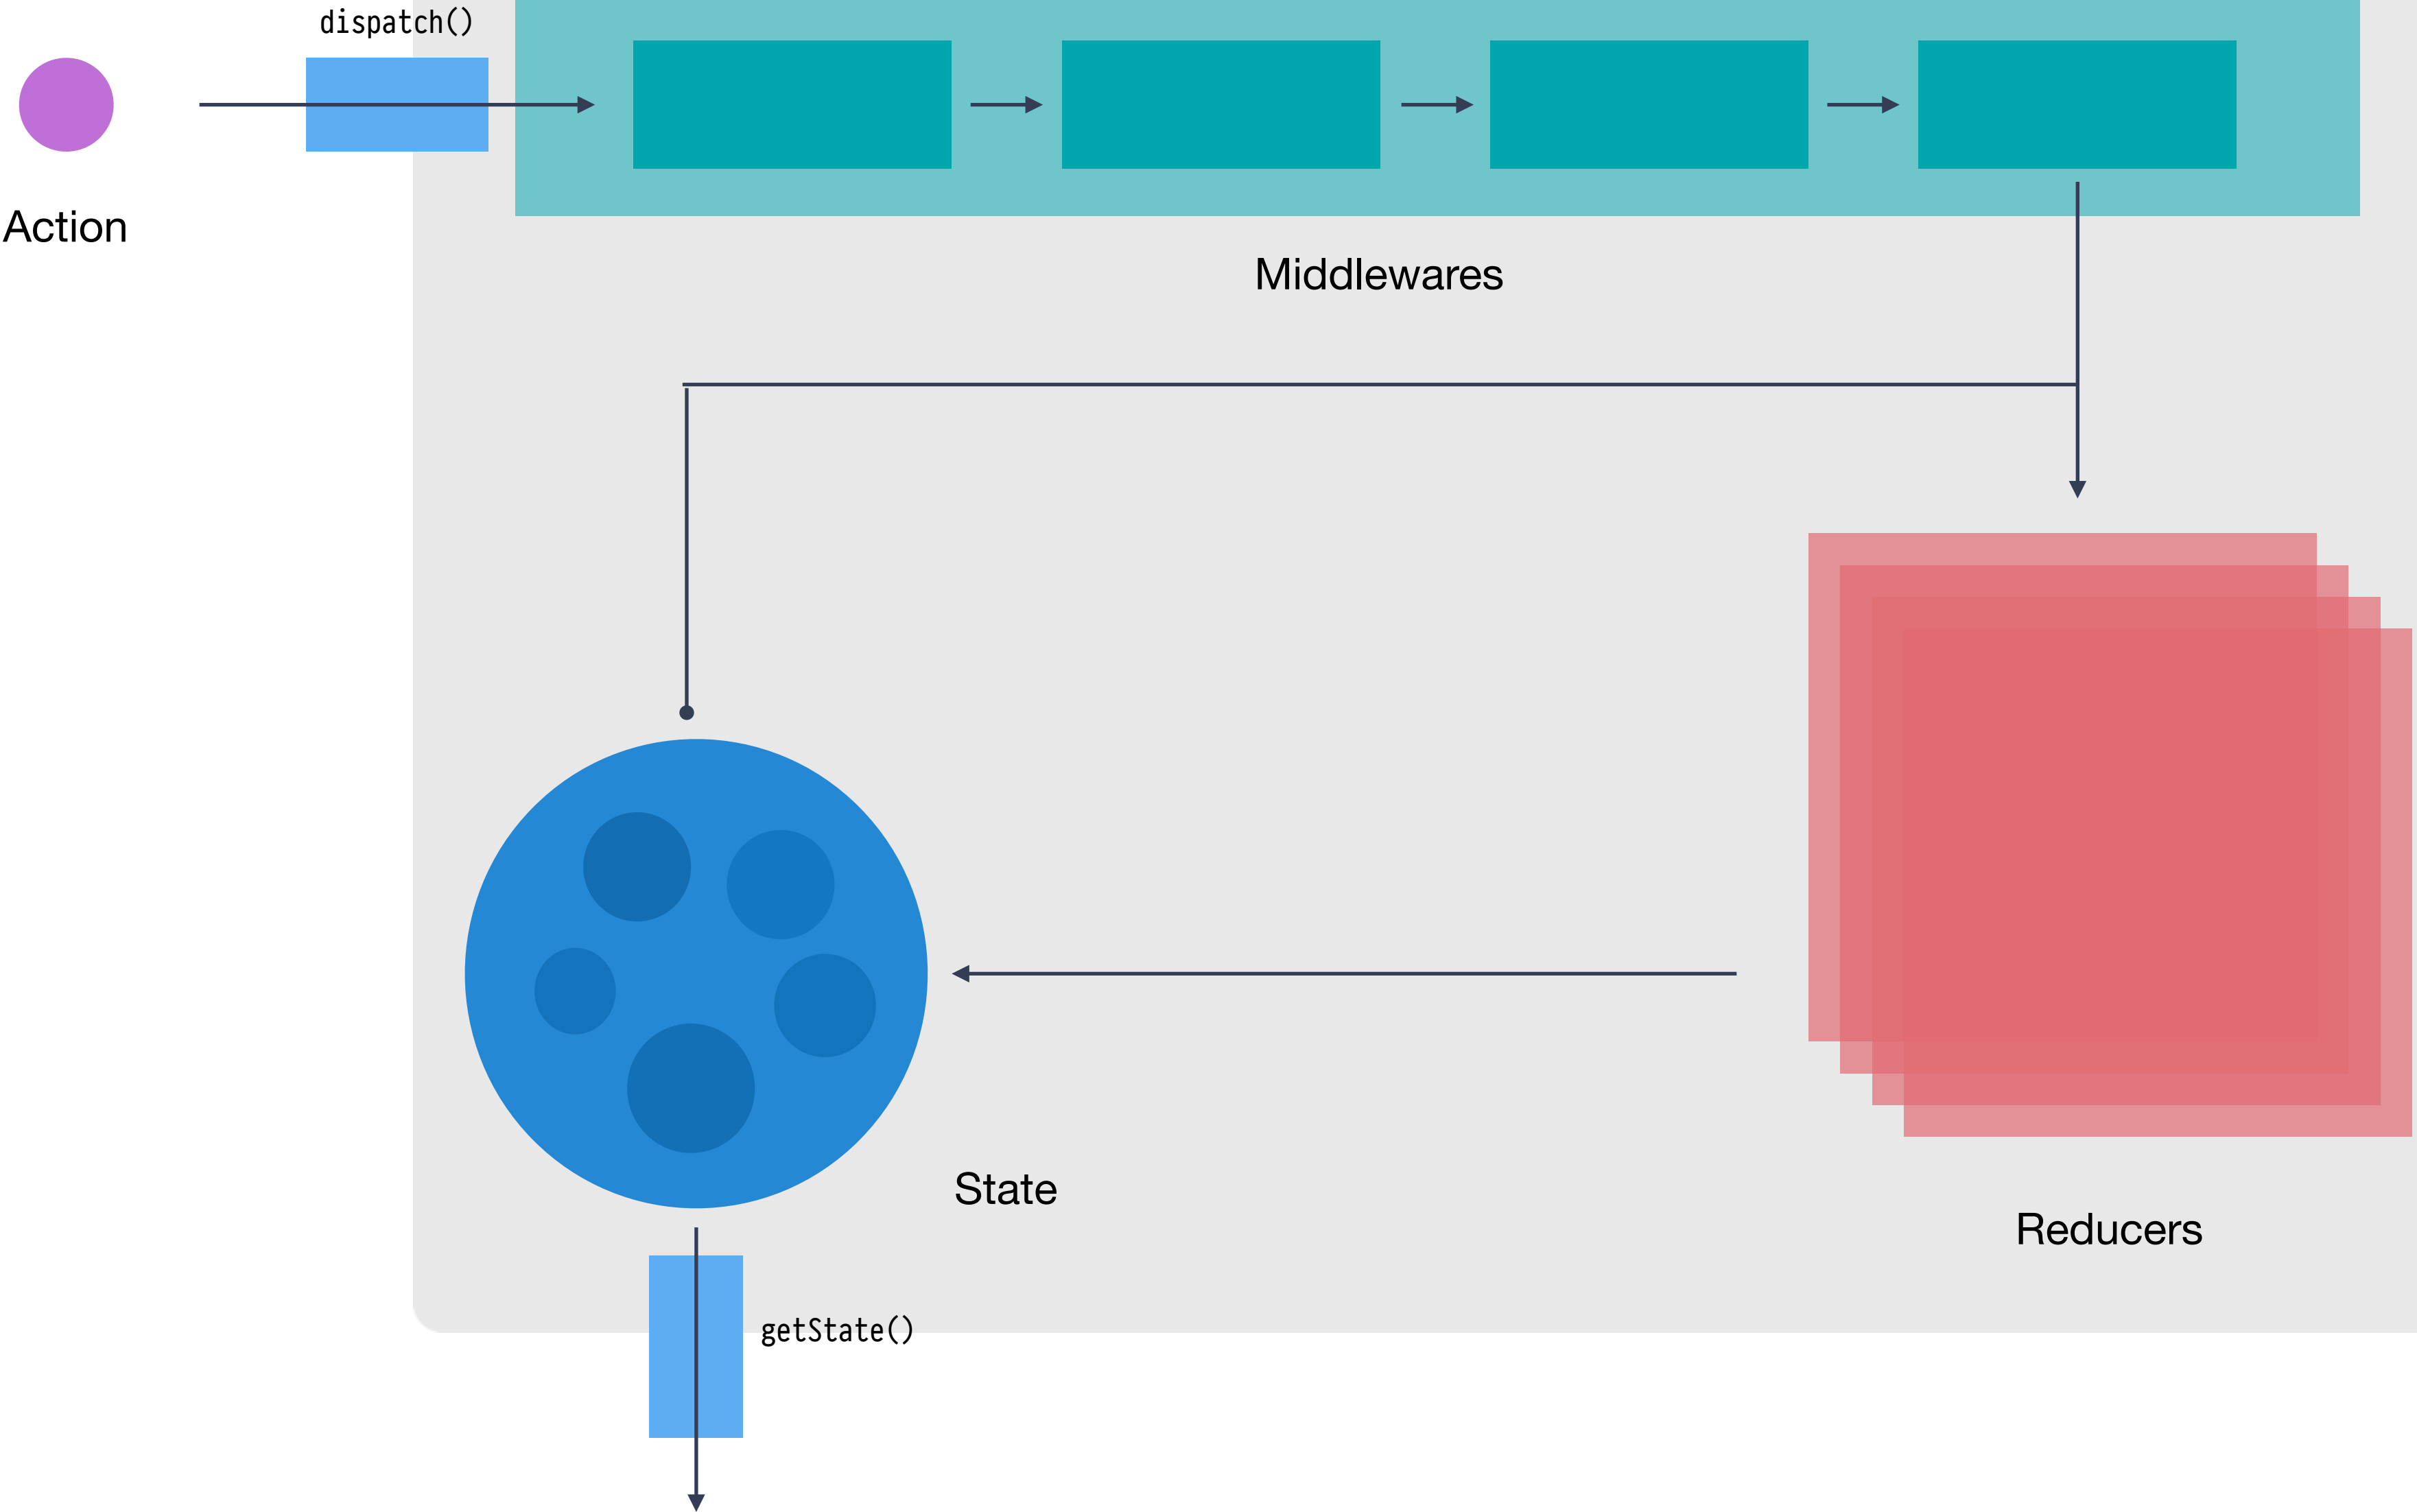 dispatch()
Action
Middlewares
State
Reducers
getState()